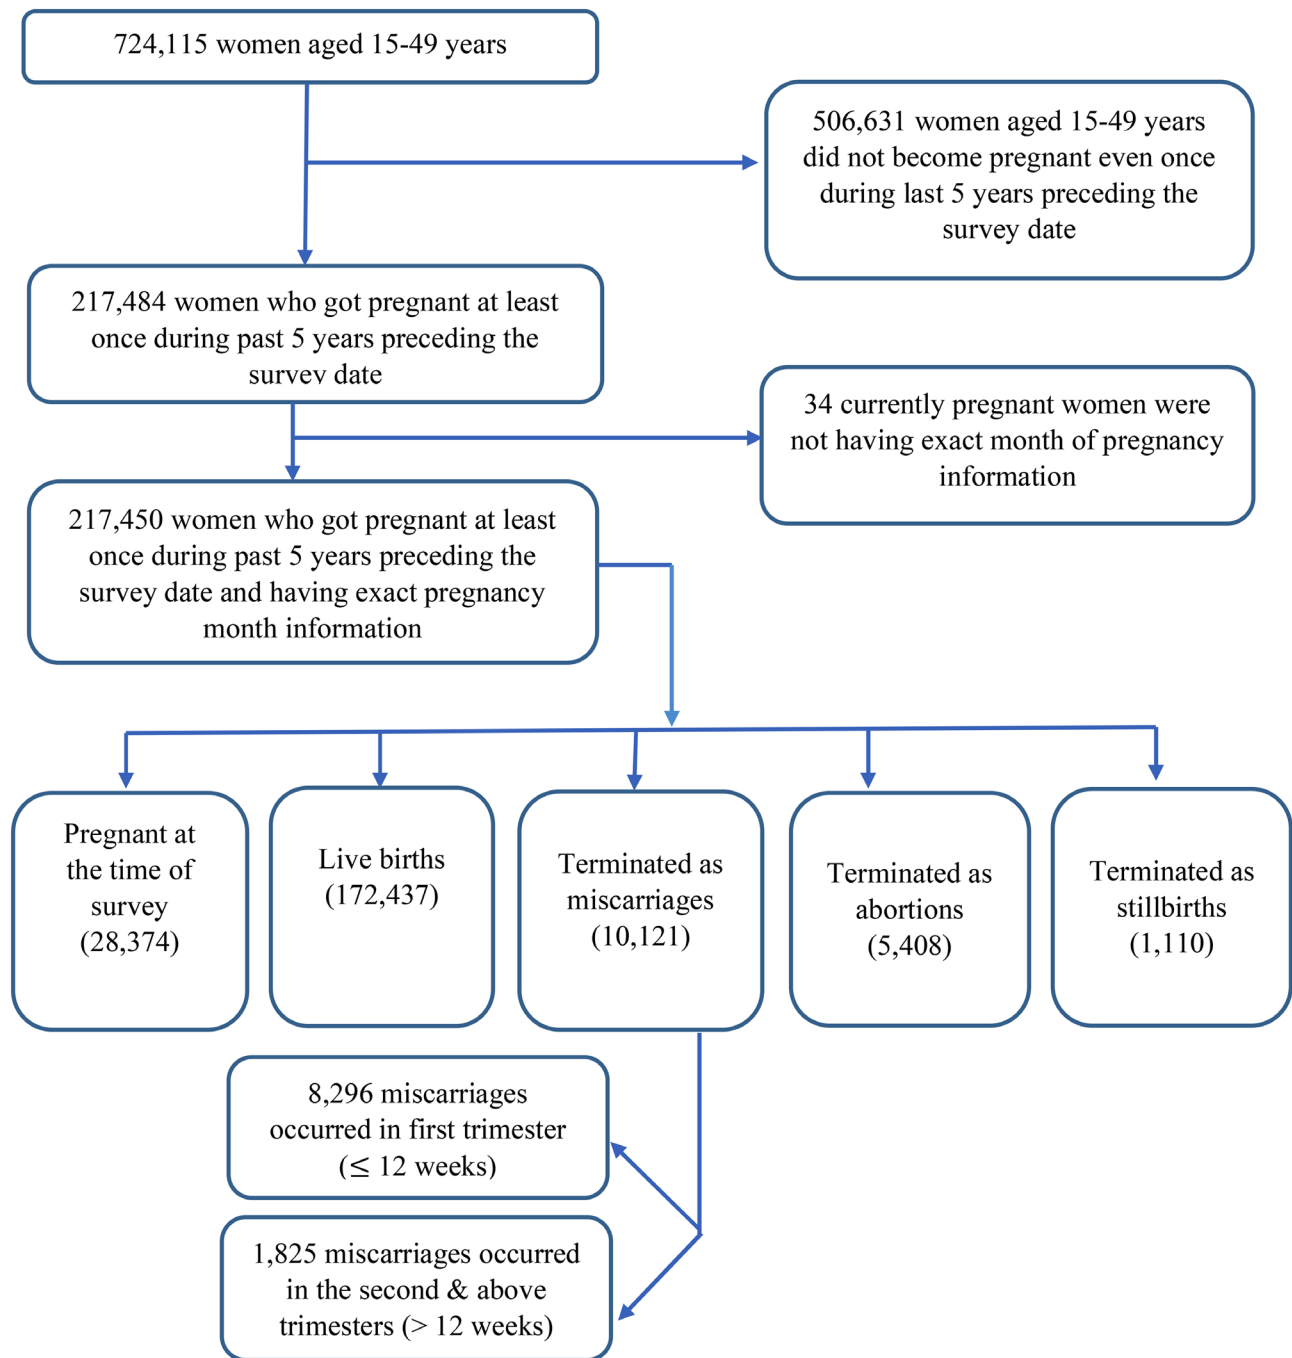 724,115 women aged 15-49 years
506,631 women aged 15-49 years
did not become pregnant even once
during last 5 years preceding the
survey date
217,484 women who got pregnant at least
once during past 5 years preceding the
survey date
34 currently pregnant women were
not having exact month of pregnancy
information
217,450 women who got pregnant at least
once during past 5 years preceding the
survey date and having exact pregnancy
month information
Pregnant at
the time of
survey
(28,374)
Live births
(172,437)
Terminated as
miscarriages
(10,121)
Terminated as
abortions
(5,408)
Terminated as
stillbirths
(1,110)
8,296 miscarriages
occurred in first trimester
(≤ 12 weeks)
1,825 miscarriages occurred
in the second & above
trimesters (> 12 weeks)